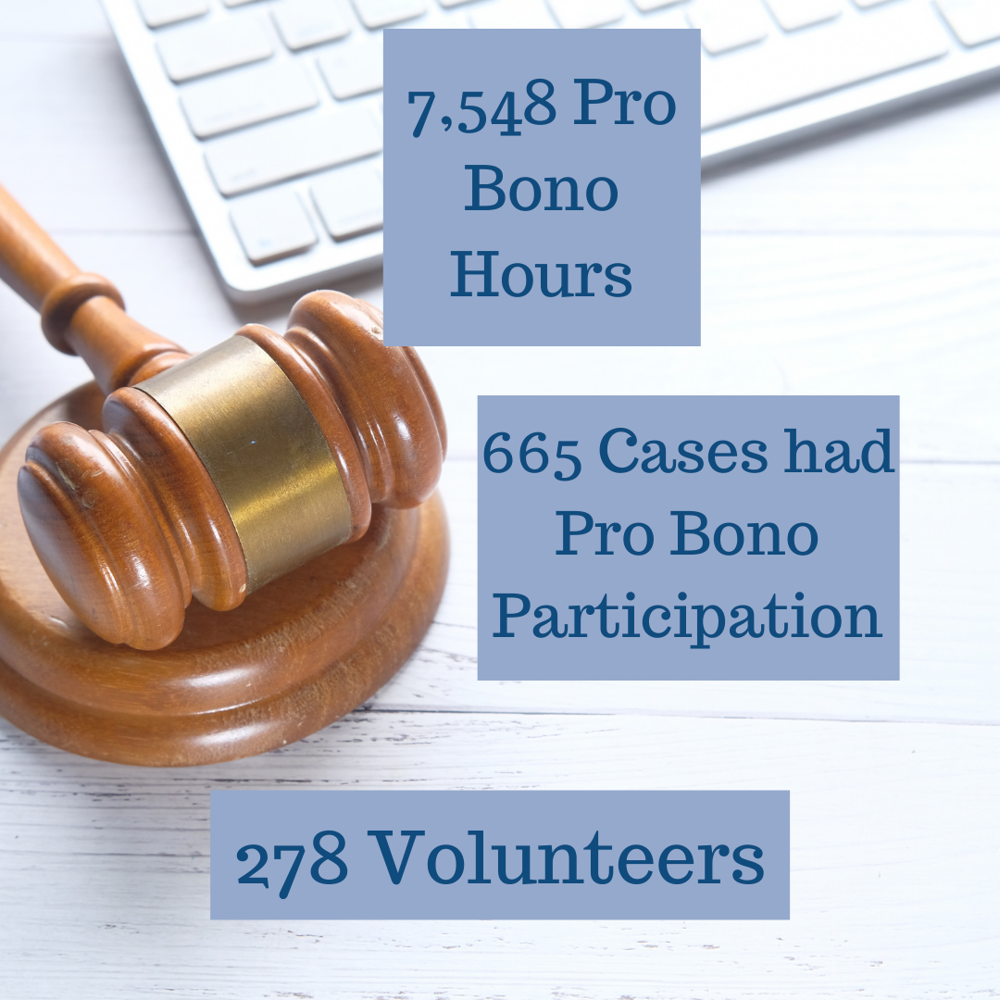 7,548 Pro
Bono
Hours
665 Cases had
Pro Bono
Participation
278 Volunteers